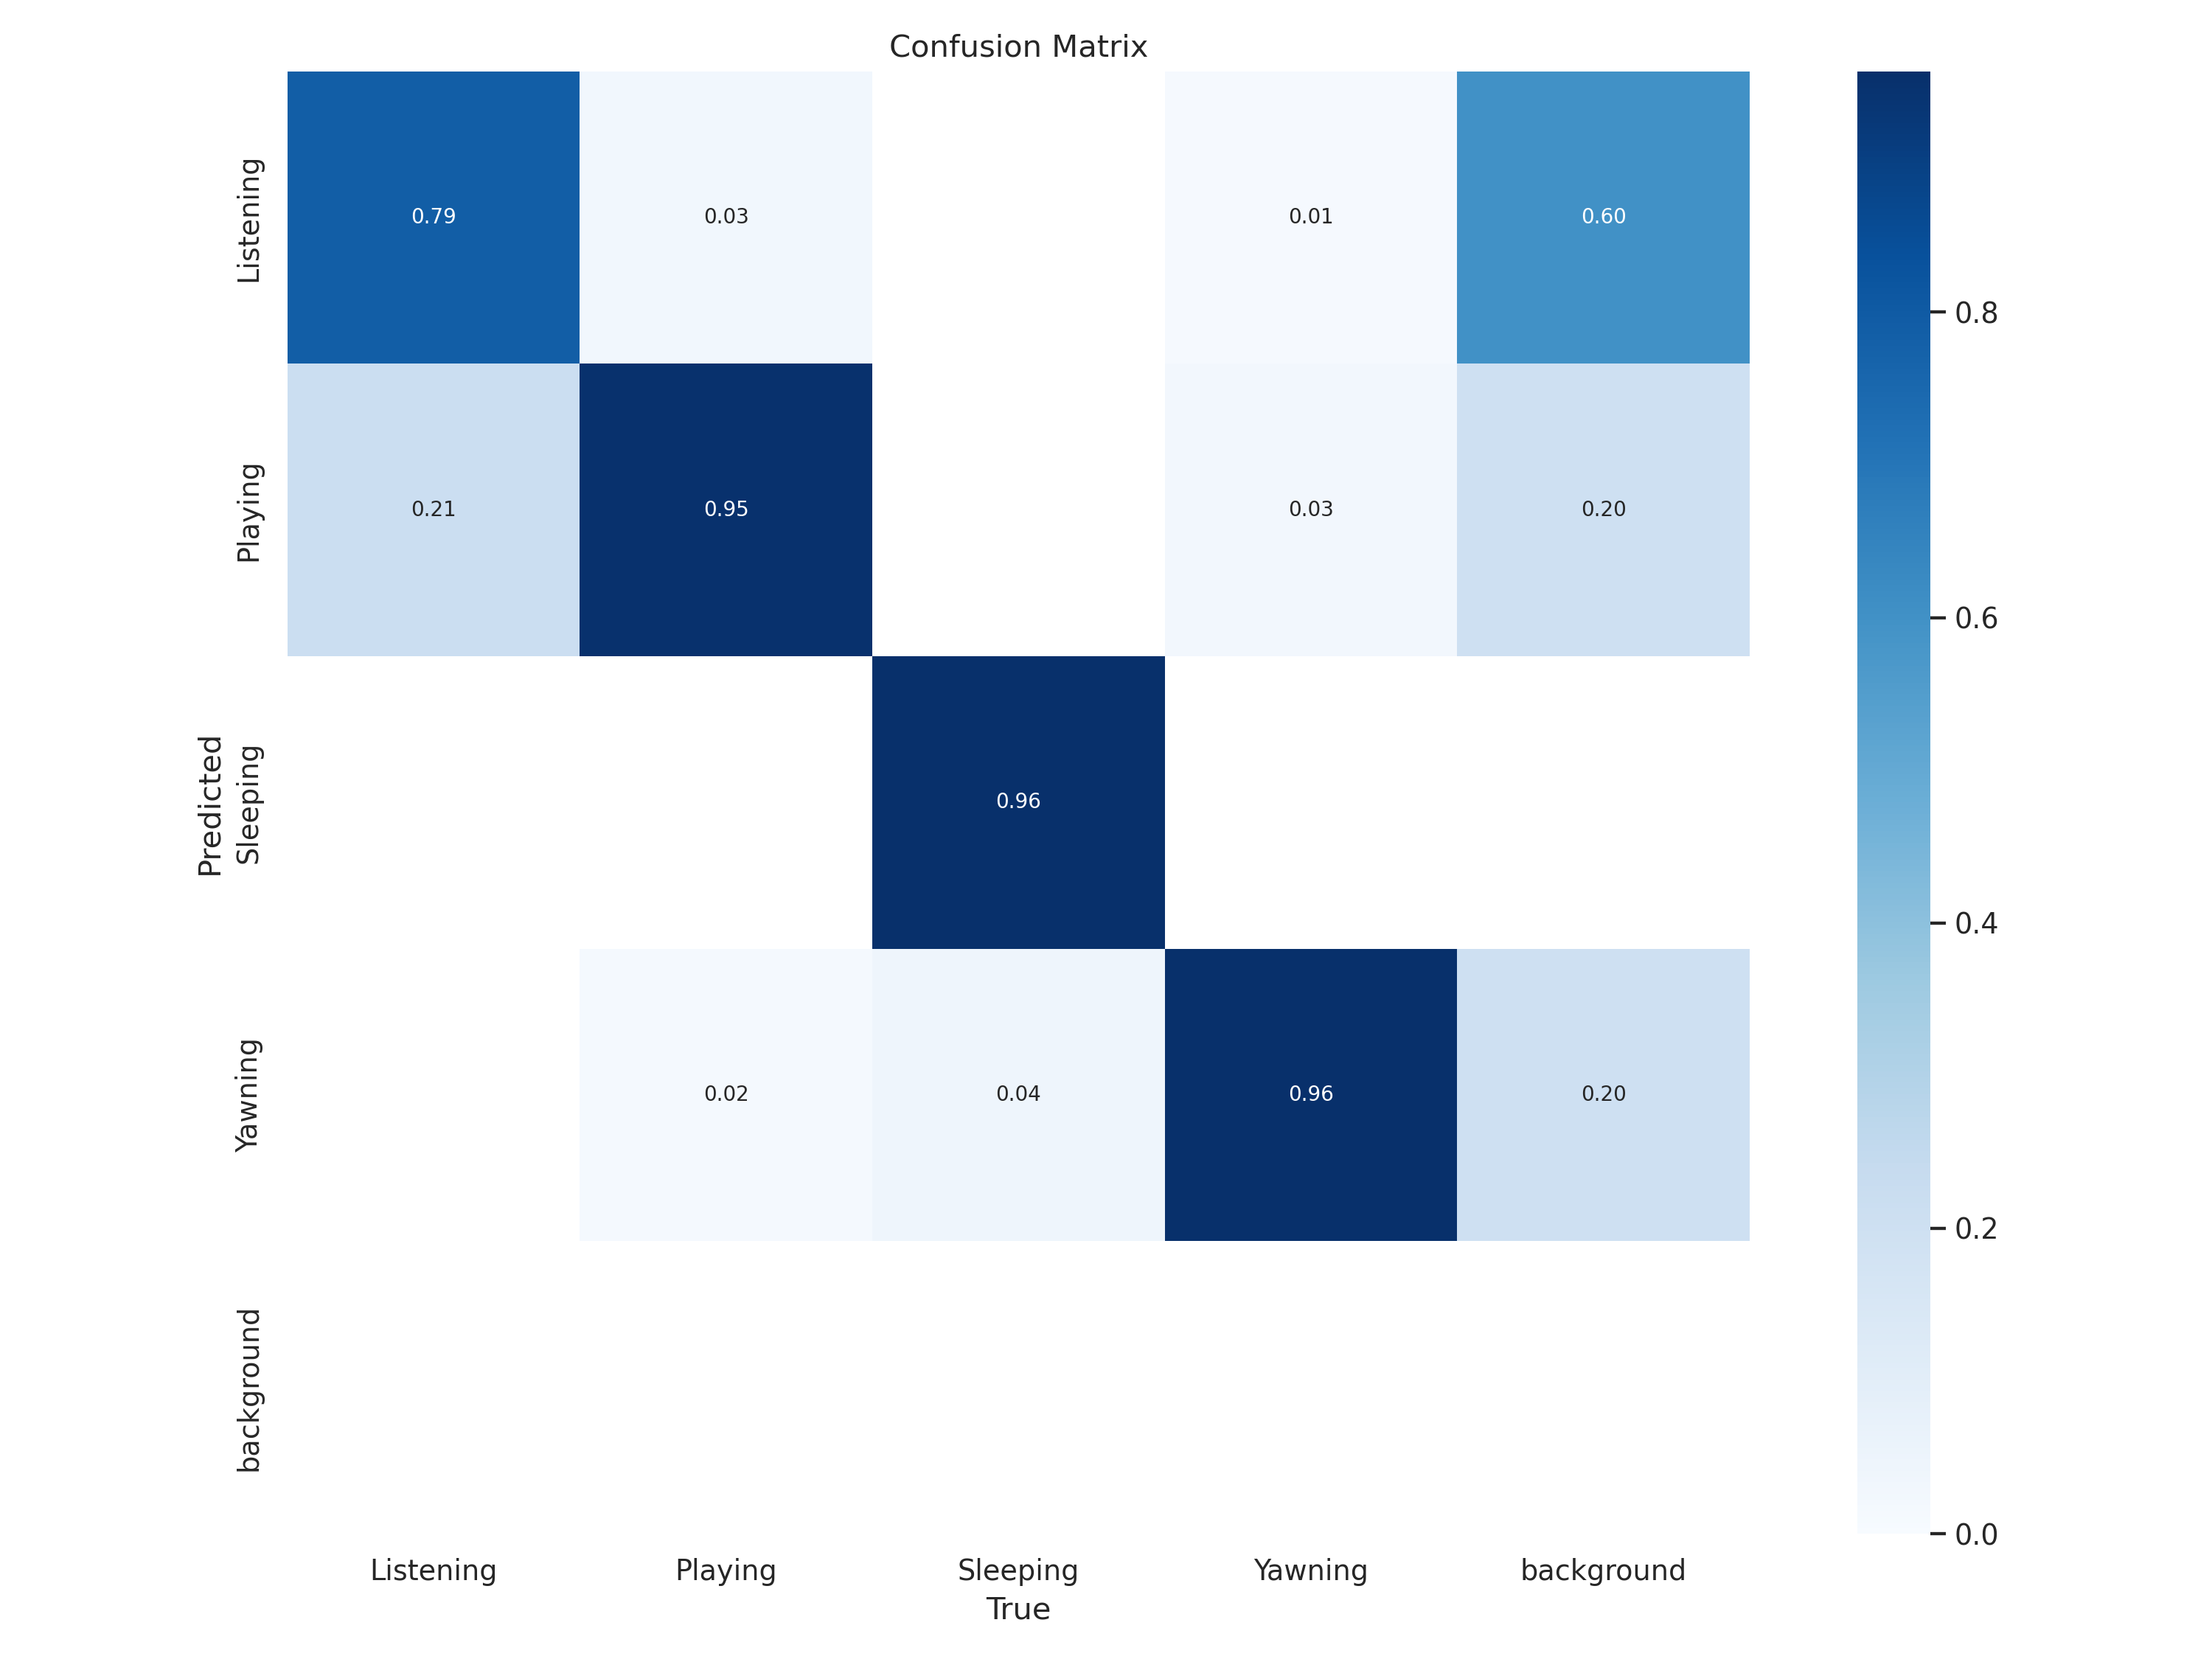 Confusion Matrix
Listening
0.79
0.03
0.01
0.60
0.8
Playing
0.21
0.95
0.03
0.20
0.6
Predicted
Sleeping
0.96
0.4
Yawning
0.02
0.04
0.96
0.20
0.2
background
0.0
Listening
Playing
Sleeping
Yawning
background
True